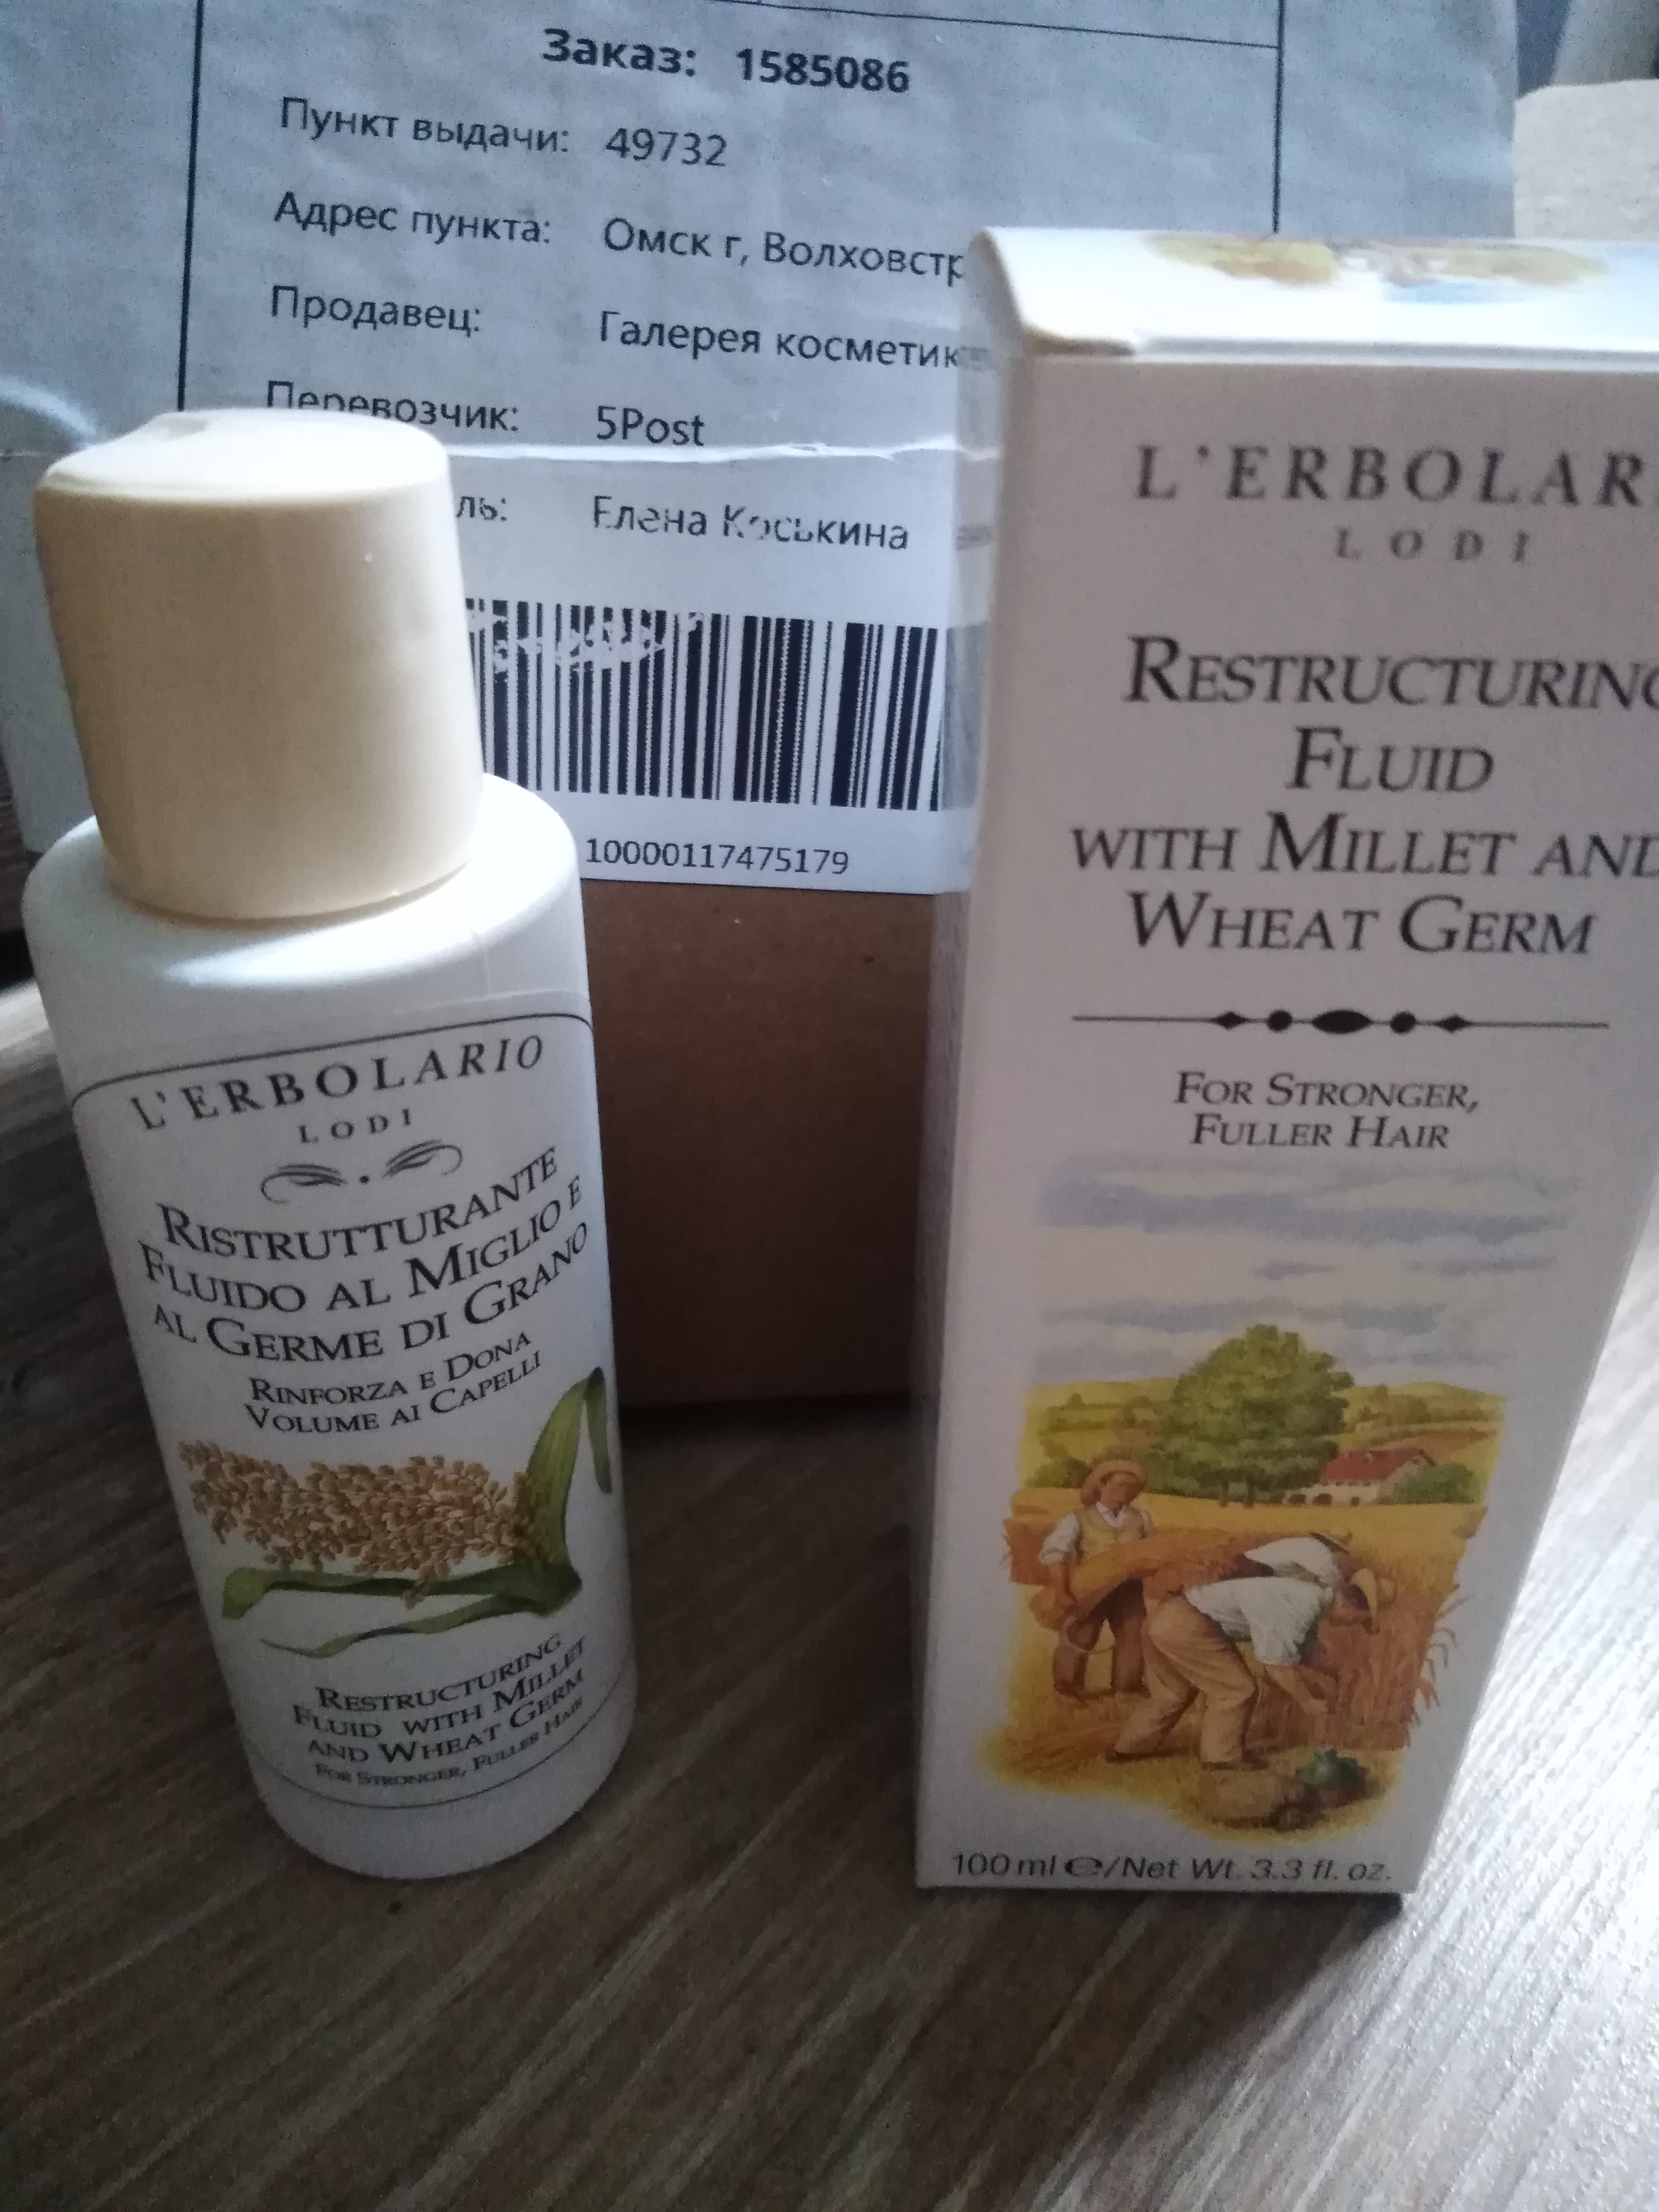 Заказ: 1585086
Пункт выдачи: 49732
Адрес пункта: Омск г, Волховстр
Продавец: Галерея косметик
Перевозчик: 5Post
ль: Елена Коськина
10000117475179
L'ERBOLARIO
LODI
RISTRUTTURANTE
FLUIDO AL MIGLIO E
AL GERME DI GRANO
RINFORZA E DONA
VOLUME AI CAPELLI
RESTRUCTURING
FLUID WITH MILLET
AND WHEAT GERM
FOR STRONGER, FULLER HAIR
L'ERBOLAR
LODI
RESTRUCTURING
FLUID
WITH MILLET AND
WHEAT GERM
FOR STRONGER,
FULLER HAIR
100 ml ℮/Net Wt. 3.3 fl. oz.